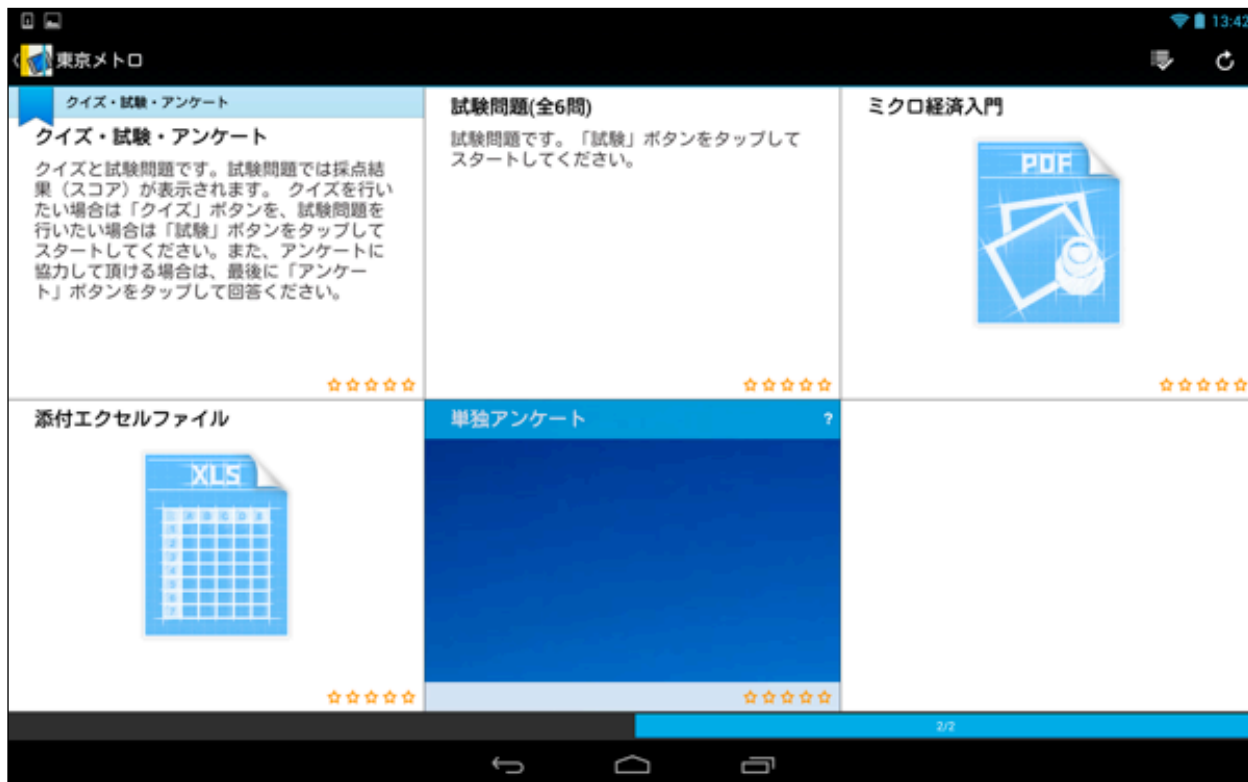 13:42
東京メトロ
クイズ・試験・アンケート
クイズ・試験・アンケート
クイズと試験問題です。試験問題では採点結
果（スコア）が表示されます。 クイズを行い
たい場合は「クイズ」ボタンを、試験問題を
行いたい場合は「試験」ボタンをタップして
スタートしてください。また、アンケートに
協力して頂ける場合は、最後に「アンケー
ト」ボタンをタップして回答ください。
試験問題(全6問)
試験問題です。「試験」ボタンをタップして
スタートしてください。
ミクロ経済入門
PDF
添付エクセルファイル
XLS
単独アンケート
?
2/2